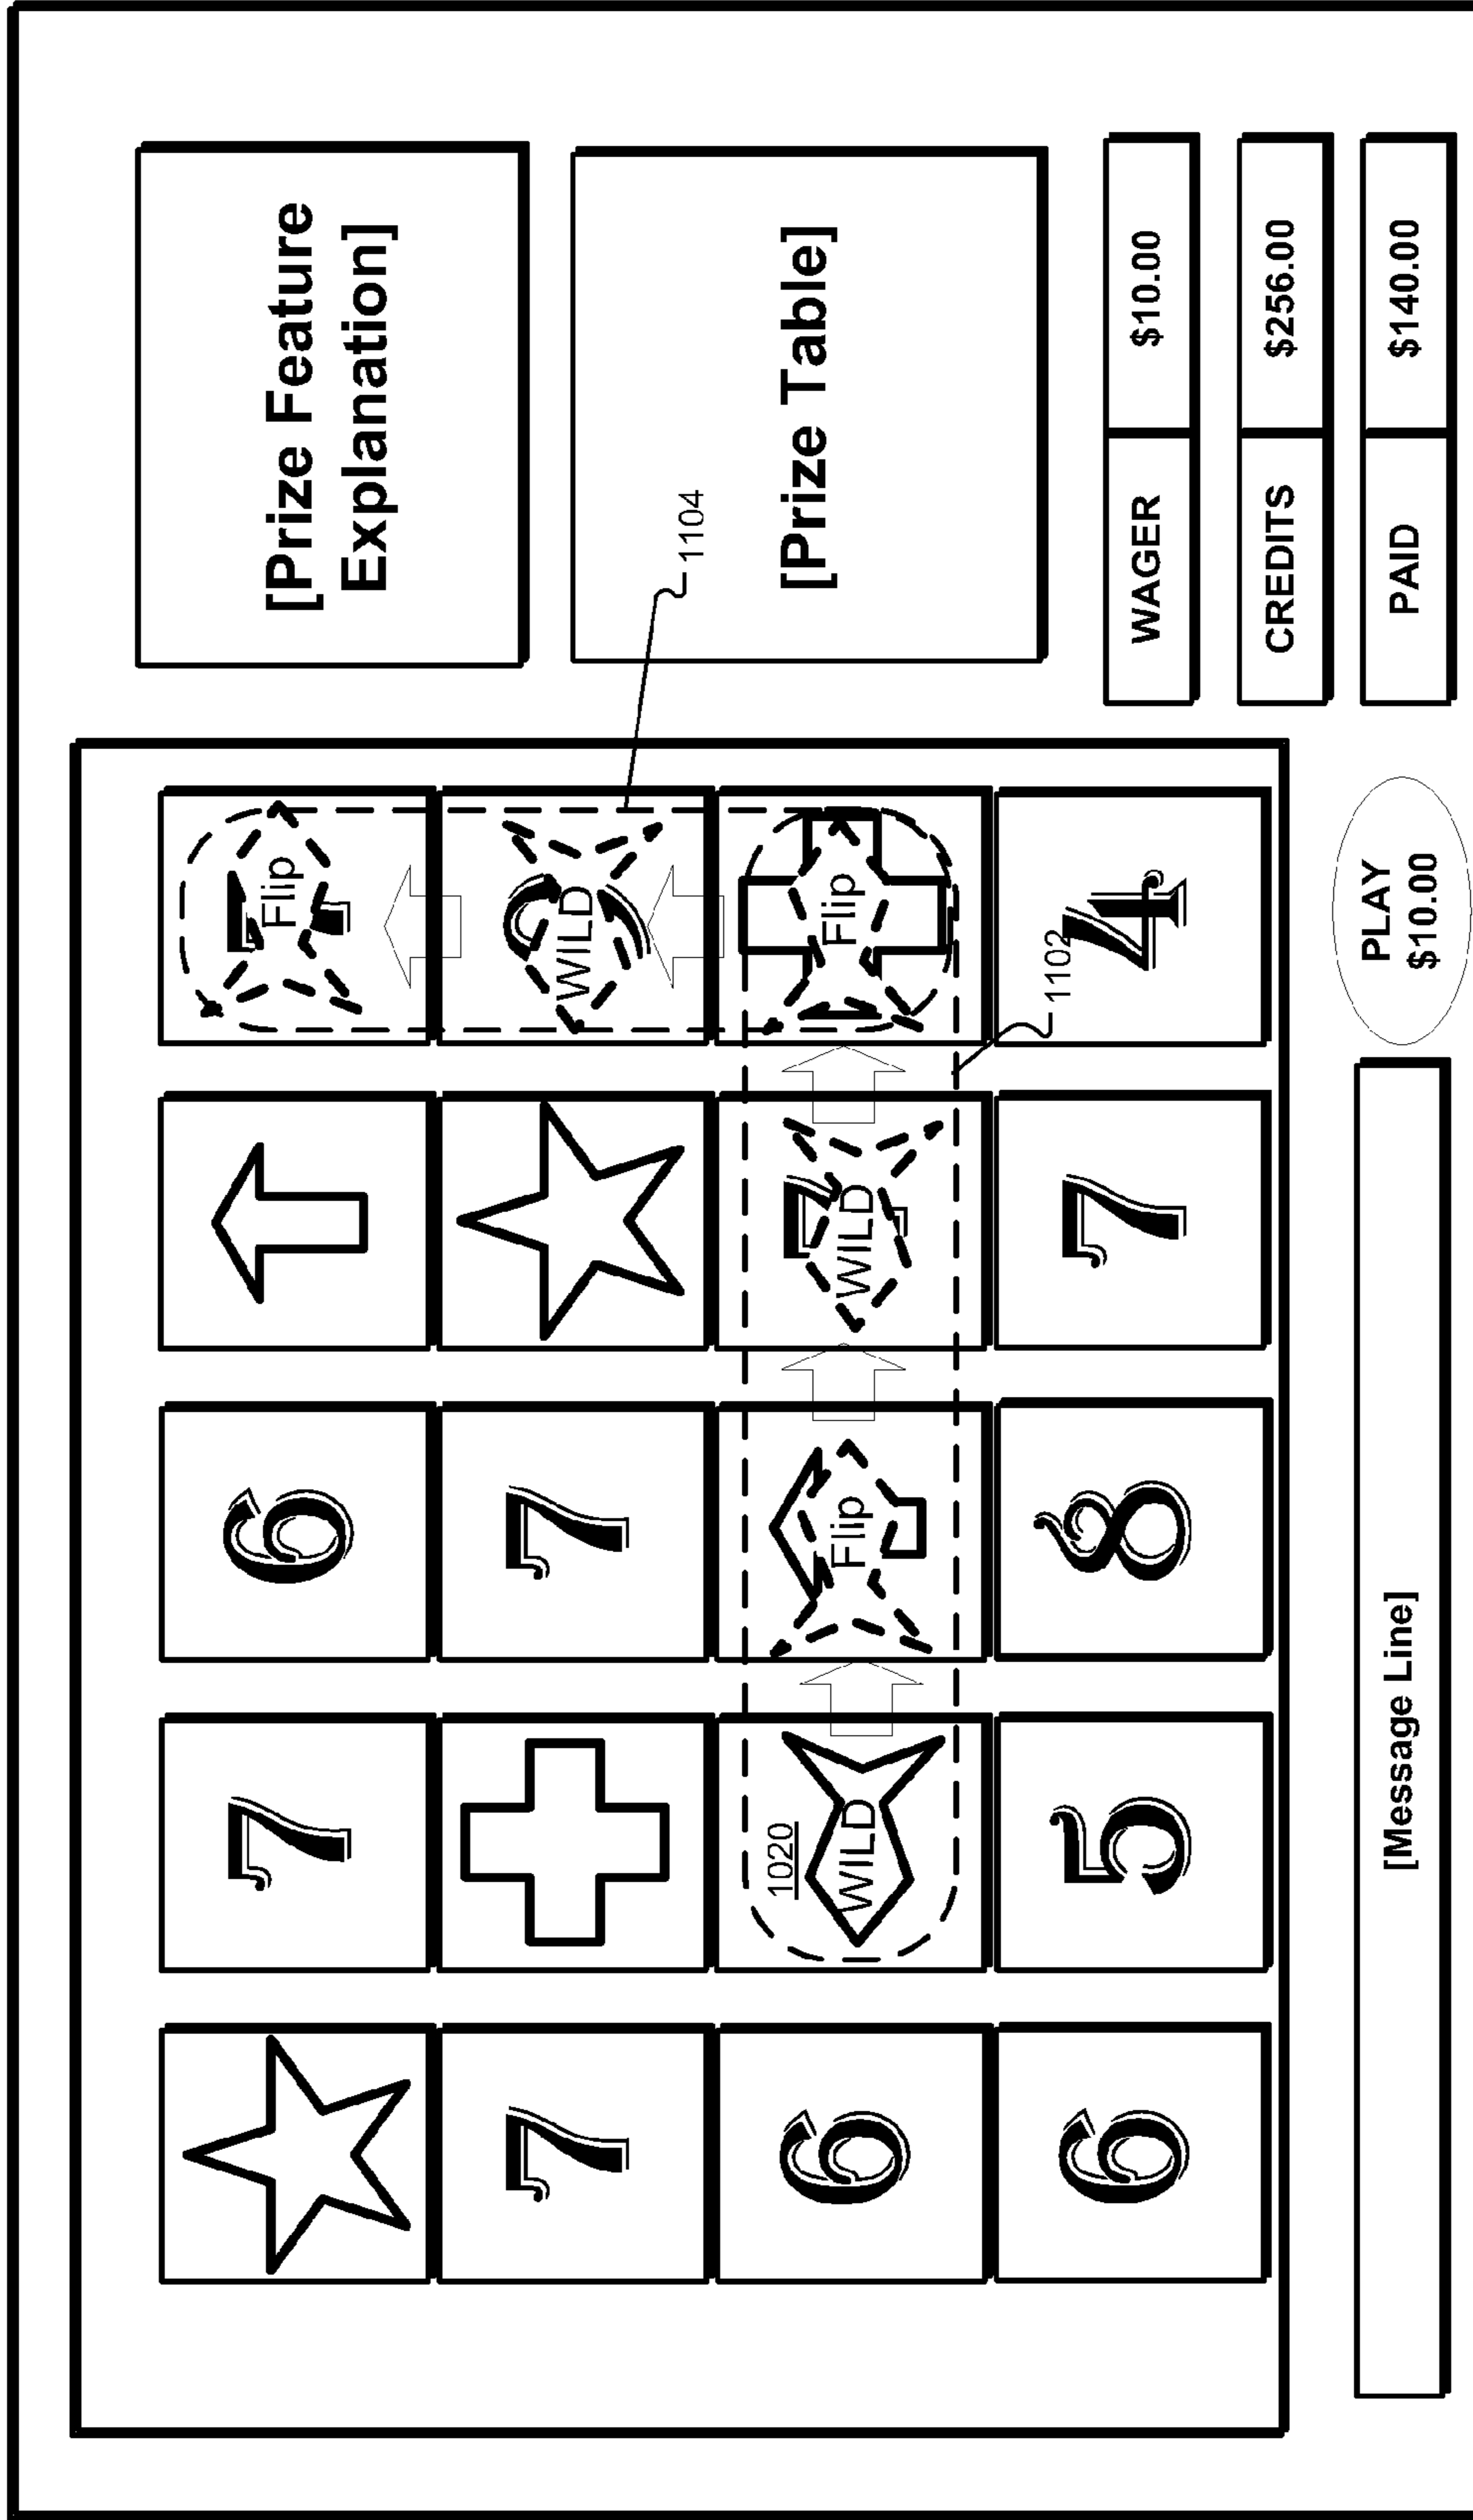 7
6
Flip
7
7
WILD
6
1020
WILD
Flip
WILD
Flip
1102
6
5
8
7
4
[Prize Feature
Explanation]
1104
[Prize Table]
WAGER $10.00
CREDITS $256.00
PAID $140.00
[Message Line]
PLAY
$10.00